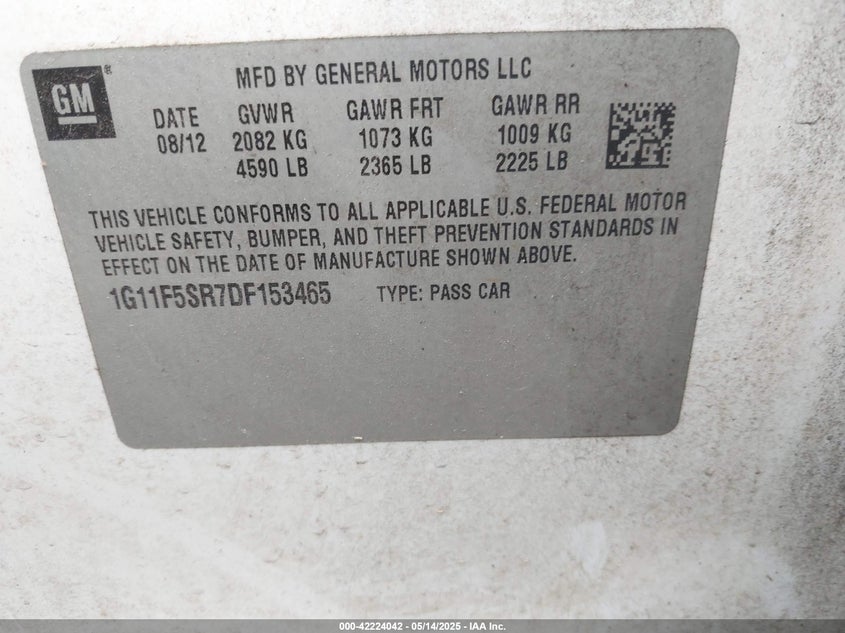 GM®
MFD BY GENERAL MOTORS LLC
DATE GVWR GAWR FRT GAWR RR
08/12 2082 KG 1073 KG 1009 KG
4590 LB 2365 LB 2225 LB
THIS VEHICLE CONFORMS TO ALL APPLICABLE U.S. FEDERAL MOTOR
VEHICLE SAFETY, BUMPER, AND THEFT PREVENTION STANDARDS IN
EFFECT ON THE DATE OF MANUFACTURE SHOWN ABOVE.
1G11F5SR7DF153465 TYPE: PASS CAR
000-42224042 - 05/14/2025 - IAA Inc.